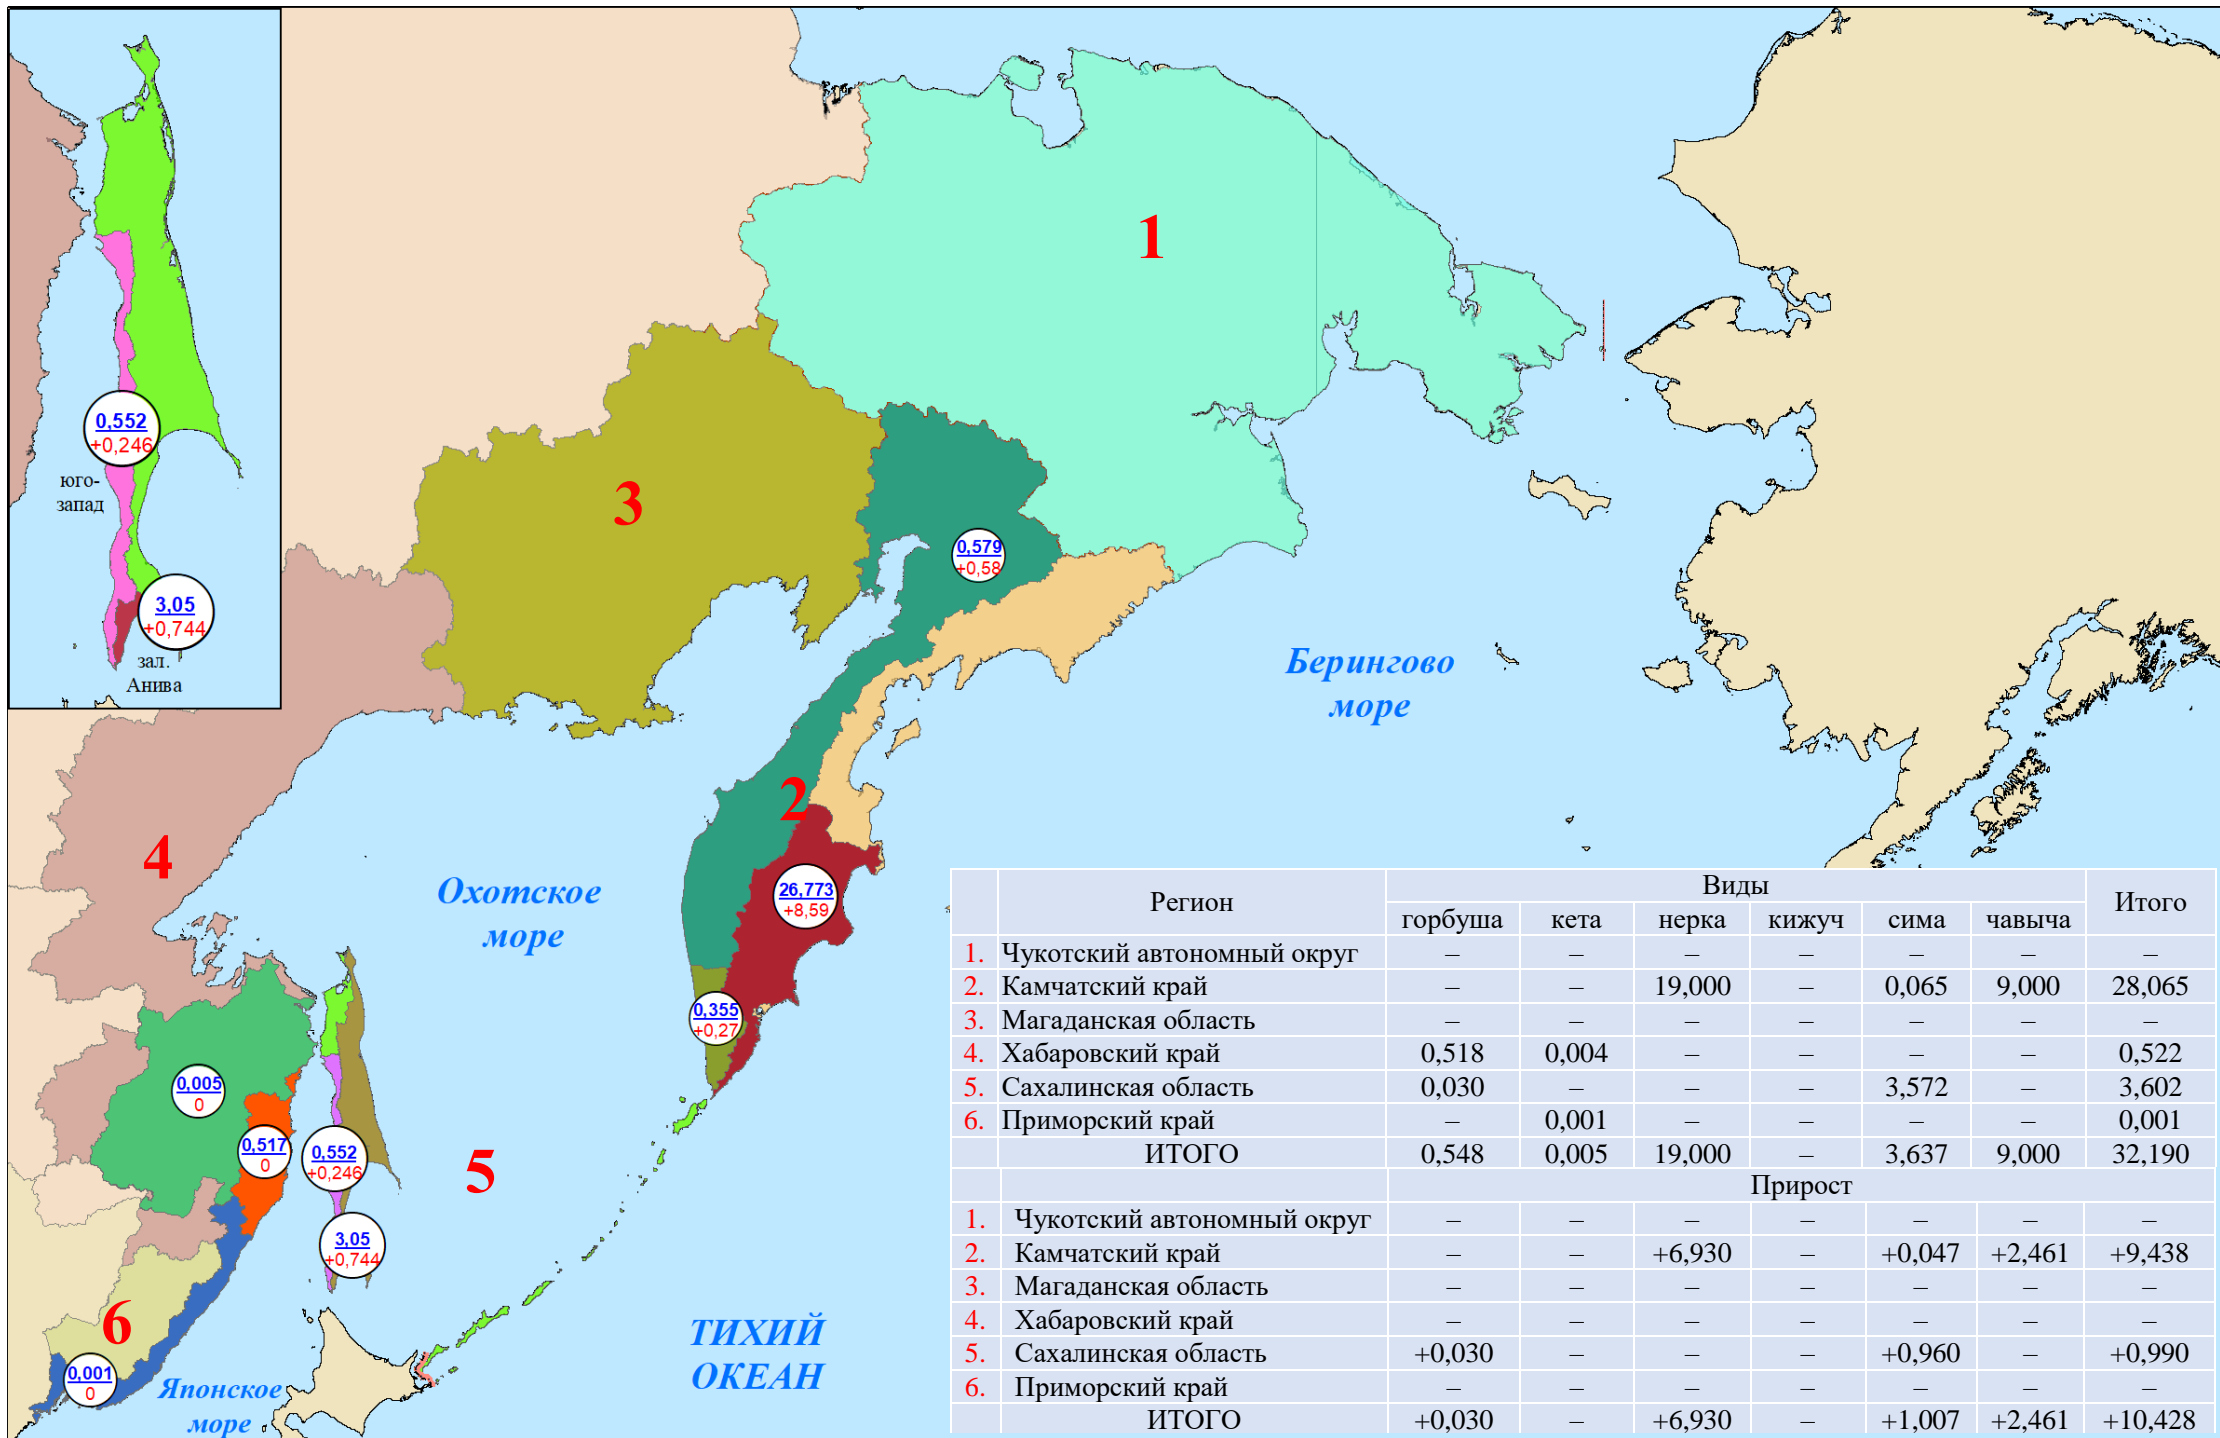 0,552
+0,246
юго-
запад
3,05
+0,744
зал.
Анива
1
3
0,579
+0,58
Берингово
море
2
4
Охотское
море
26,773
+8,59
0,355
+0,27
0,005
0
0,517
0
0,552
+0,246
5
3,05
+0,744
6
0,001
0
Японское
море
ТИХИЙ
ОКЕАН
Регион Виды Итого
горбуша кета нерка кижуч сима чавыча
1. Чукотский автономный округ – – – – – – –
2. Камчатский край – – 19,000 – 0,065 9,000 28,065
3. Магаданская область – – – – – – –
4. Хабаровский край 0,518 0,004 – – – – 0,522
5. Сахалинская область 0,030 – – – 3,572 – 3,602
6. Приморский край – 0,001 – – – – 0,001
ИТОГО 0,548 0,005 19,000 – 3,637 9,000 32,190
Прирост
1. Чукотский автономный округ – – – – – – –
2. Камчатский край – – +6,930 – +0,047 +2,461 +9,438
3. Магаданская область – – – – – – –
4. Хабаровский край – – – – – – –
5. Сахалинская область +0,030 – – – +0,960 – +0,990
6. Приморский край – – – – – – –
ИТОГО +0,030 – +6,930 – +1,007 +2,461 +10,428